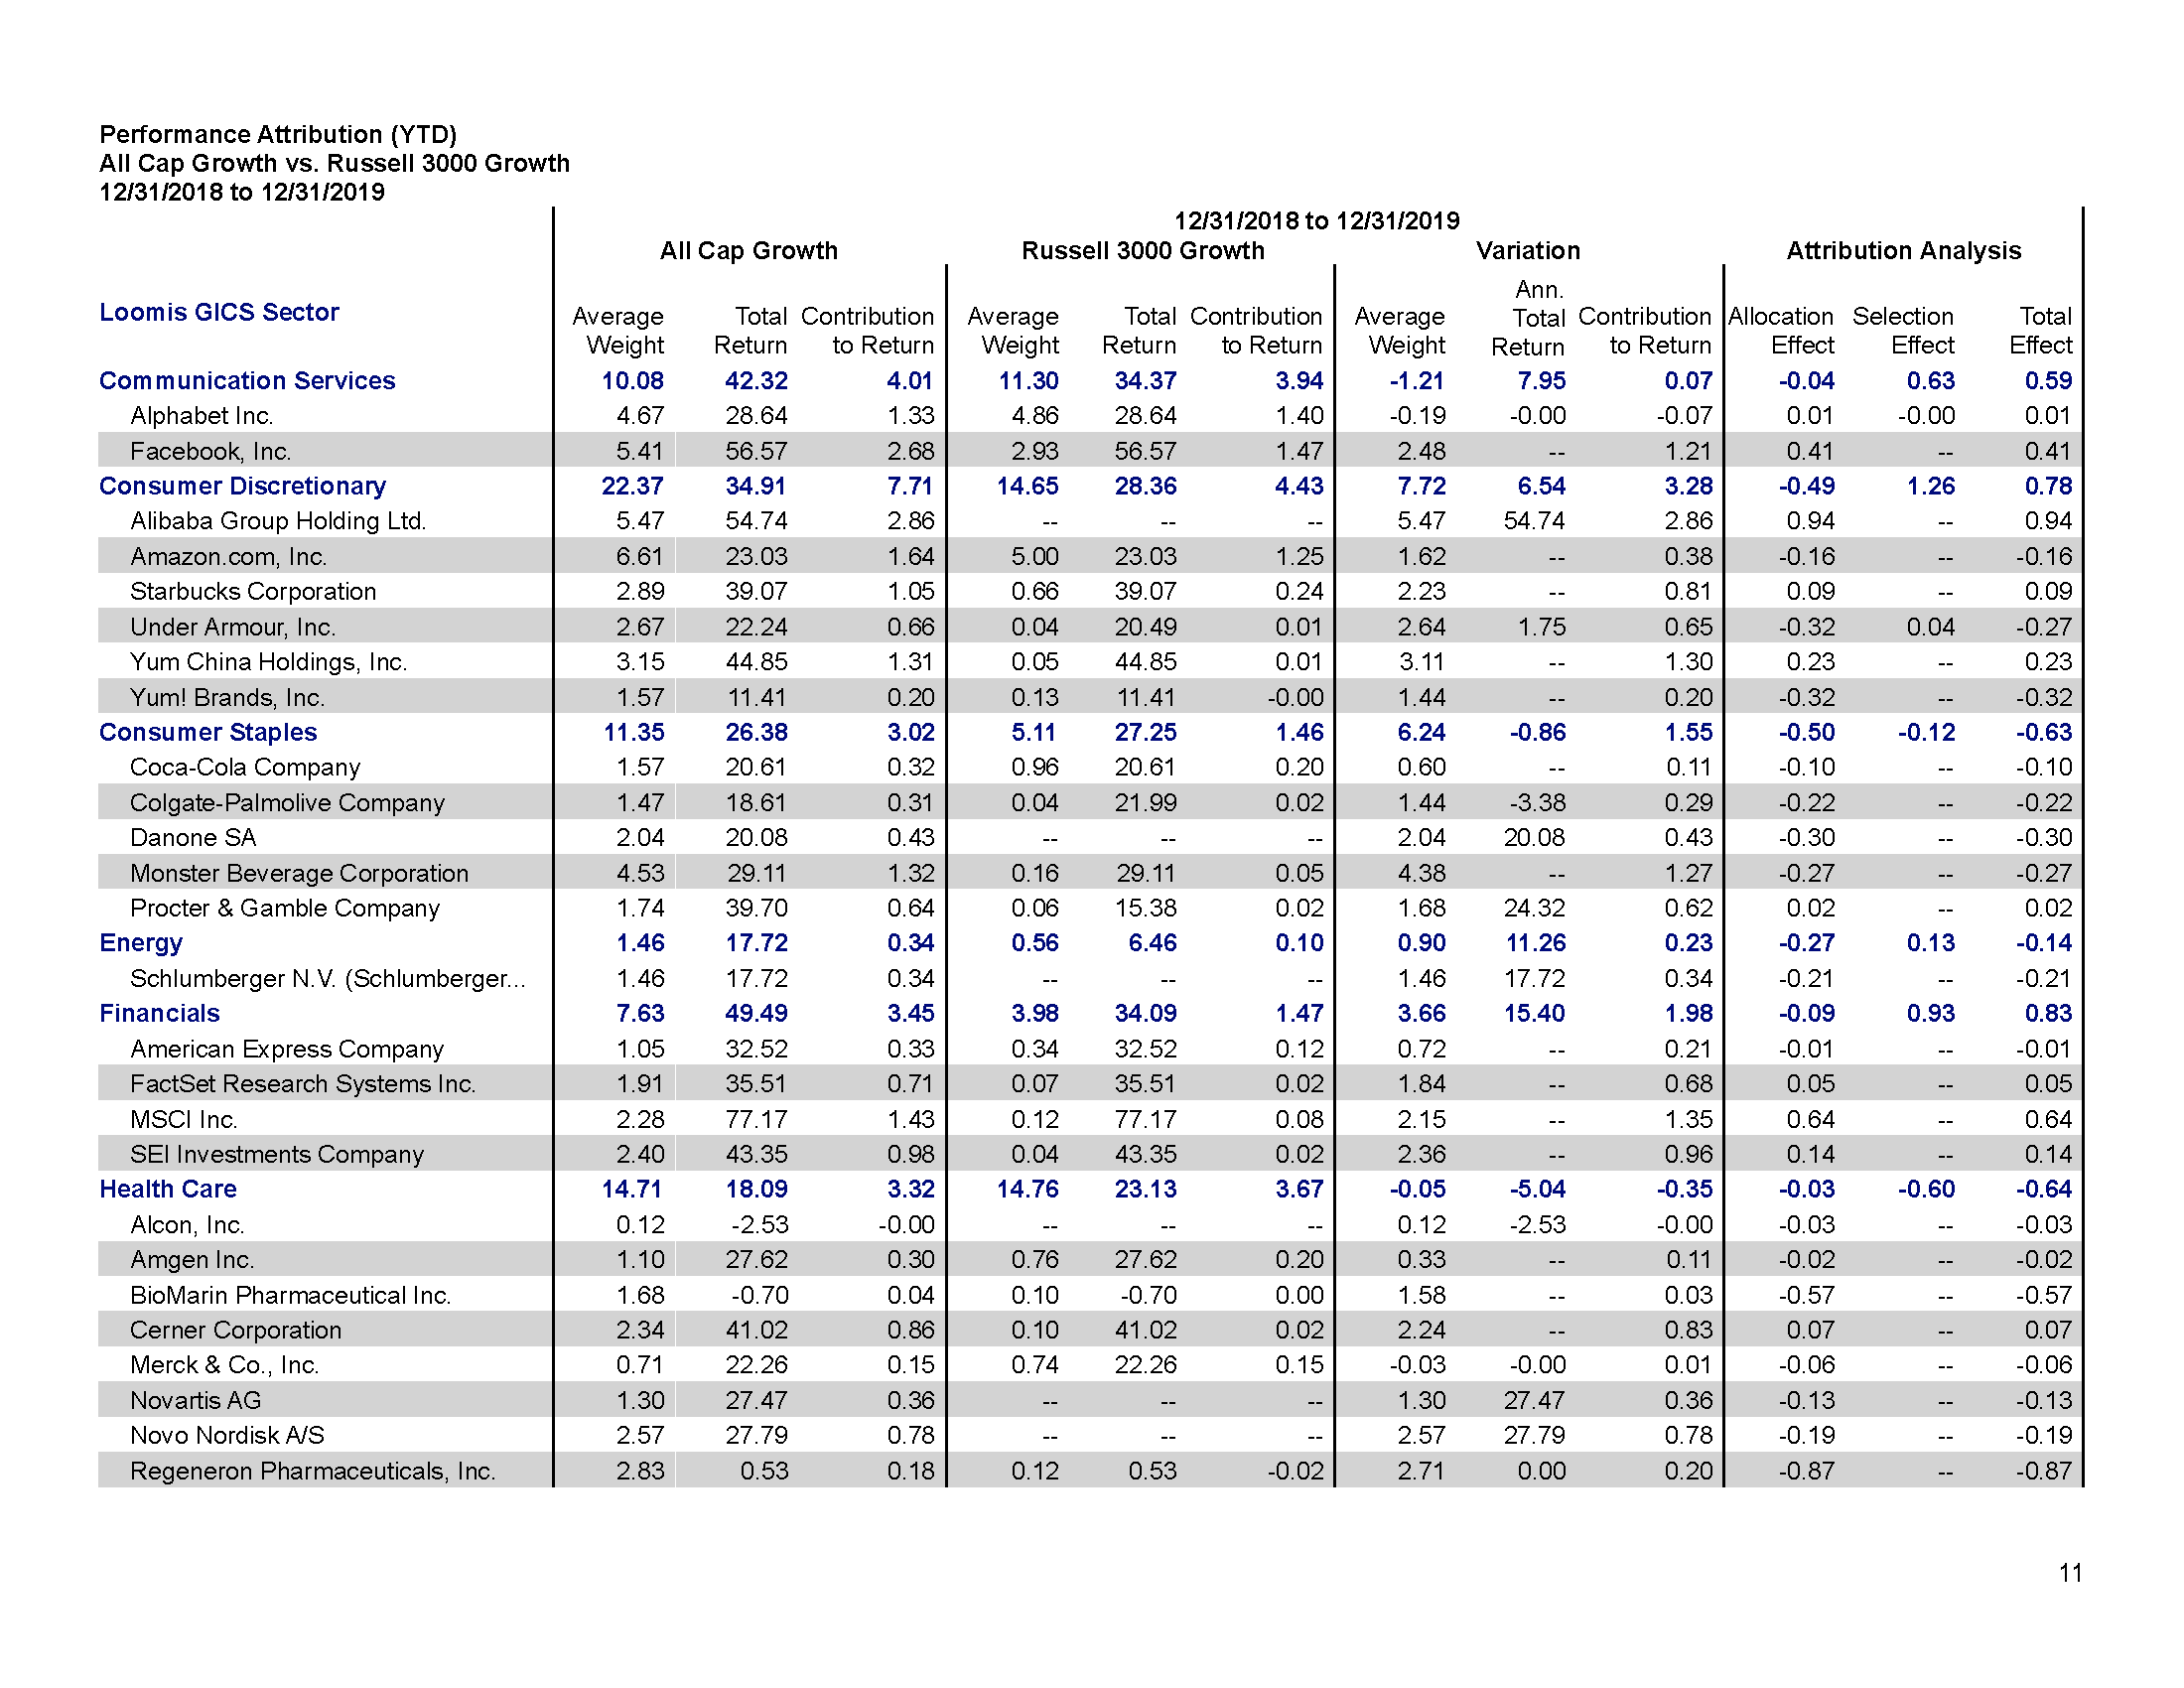 Performance Attribution (YTD)
All Cap Growth vs. Russell 3000 Growth
12/31/2018 to 12/31/2019
12/31/2018 to 12/31/2019
All Cap Growth Russell 3000 Growth Variation Attribution Analysis
Loomis GICS Sector Average Weight Total Return Contribution to Return Average Weight Total Return Contribution to Return Average Weight Ann. Total Return Contribution to Return Allocation Effect Selection Effect Total Effect
Communication Services 10.08 42.32 4.01 11.30 34.37 3.94 -1.21 7.95 0.07 -0.04 0.63 0.59
Alphabet Inc. 4.67 28.64 1.33 4.86 28.64 1.40 -0.19 -0.00 -0.07 0.01 -0.00 0.01
Facebook, Inc. 5.41 56.57 2.68 2.93 56.57 1.47 2.48 -- 1.21 0.41 -- 0.41
Consumer Discretionary 22.37 34.91 7.71 14.65 28.36 4.43 7.72 6.54 3.28 -0.49 1.26 0.78
Alibaba Group Holding Ltd. 5.47 54.74 2.86 -- -- -- 5.47 54.74 2.86 0.94 -- 0.94
Amazon.com, Inc. 6.61 23.03 1.64 5.00 23.03 1.25 1.62 -- 0.38 -0.16 -- -0.16
Starbucks Corporation 2.89 39.07 1.05 0.66 39.07 0.24 2.23 -- 0.81 0.09 -- 0.09
Under Armour, Inc. 2.67 22.24 0.66 0.04 20.49 0.01 2.64 1.75 0.65 -0.32 0.04 -0.27
Yum China Holdings, Inc. 3.15 44.85 1.31 0.05 44.85 0.01 3.11 -- 1.30 0.23 -- 0.23
Yum! Brands, Inc. 1.57 11.41 0.20 0.13 11.41 -0.00 1.44 -- 0.20 -0.32 -- -0.32
Consumer Staples 11.35 26.38 3.02 5.11 27.25 1.46 6.24 -0.86 1.55 -0.50 -0.12 -0.63
Coca-Cola Company 1.57 20.61 0.32 0.96 20.61 0.20 0.60 -- 0.11 -0.10 -- -0.10
Colgate-Palmolive Company 1.47 18.61 0.31 0.04 21.99 0.02 1.44 -3.38 0.29 -0.22 -- -0.22
Danone SA 2.04 20.08 0.43 -- -- -- 2.04 20.08 0.43 -0.30 -- -0.30
Monster Beverage Corporation 4.53 29.11 1.32 0.16 29.11 0.05 4.38 -- 1.27 -0.27 -- -0.27
Procter & Gamble Company 1.74 39.70 0.64 0.06 15.38 0.02 1.68 24.32 0.62 0.02 -- 0.02
Energy 1.46 17.72 0.34 0.56 6.46 0.10 0.90 11.26 0.23 -0.27 0.13 -0.14
Schlumberger N.V. (Schlumberger... 1.46 17.72 0.34 -- -- -- 1.46 17.72 0.34 -0.21 -- -0.21
Financials 7.63 49.49 3.45 3.98 34.09 1.47 3.66 15.40 1.98 -0.09 0.93 0.83
American Express Company 1.05 32.52 0.33 0.34 32.52 0.12 0.72 -- 0.21 -0.01 -- -0.01
FactSet Research Systems Inc. 1.91 35.51 0.71 0.07 35.51 0.02 1.84 -- 0.68 0.05 -- 0.05
MSCI Inc. 2.28 77.17 1.43 0.12 77.17 0.08 2.15 -- 1.35 0.64 -- 0.64
SEI Investments Company 2.40 43.35 0.98 0.04 43.35 0.02 2.36 -- 0.96 0.14 -- 0.14
Health Care 14.71 18.09 3.32 14.76 23.13 3.67 -0.05 -5.04 -0.35 -0.03 -0.60 -0.64
Alcon, Inc. 0.12 -2.53 -0.00 -- -- -- 0.12 -2.53 -0.00 -0.03 -- -0.03
Amgen Inc. 1.10 27.62 0.30 0.76 27.62 0.20 0.33 -- 0.11 -0.02 -- -0.02
BioMarin Pharmaceutical Inc. 1.68 -0.70 0.04 0.10 -0.70 0.00 1.58 -- 0.03 -0.57 -- -0.57
Cerner Corporation 2.34 41.02 0.86 0.10 41.02 0.02 2.24 -- 0.83 0.07 -- 0.07
Merck & Co., Inc. 0.71 22.26 0.15 0.74 22.26 0.15 -0.03 -0.00 0.01 -0.06 -- -0.06
Novartis AG 1.30 27.47 0.36 -- -- -- 1.30 27.47 0.36 -0.13 -- -0.13
Novo Nordisk A/S 2.57 27.79 0.78 -- -- -- 2.57 27.79 0.78 -0.19 -- -0.19
Regeneron Pharmaceuticals, Inc. 2.83 0.53 0.18 0.12 0.53 -0.02 2.71 0.00 0.20 -0.87 -- -0.87
11